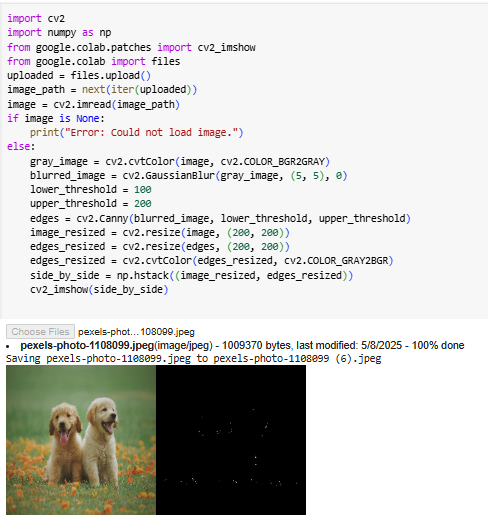 import cv2
import numpy as np
from google.colab.patches import cv2_imshow
from google.colab import files
uploaded = files.upload()
image_path = next(iter(uploaded))
image = cv2.imread(image_path)
if image is None:
    print("Error: Could not load image.")
else:
    gray_image = cv2.cvtColor(image, cv2.COLOR_BGR2GRAY)
    blurred_image = cv2.GaussianBlur(gray_image, (5, 5), 0)
    lower_threshold = 100
    upper_threshold = 200
    edges = cv2.Canny(blurred_image, lower_threshold, upper_threshold)
    image_resized = cv2.resize(image, (200, 200))
    edges_resized = cv2.resize(edges, (200, 200))
    edges_resized = cv2.cvtColor(edges_resized, cv2.COLOR_GRAY2BGR)
    side_by_side = np.hstack((image_resized, edges_resized))
    cv2_imshow(side_by_side)
Choose Files pexels-phot...108099.jpeg
• pexels-photo-1108099.jpeg(image/jpeg) - 1009370 bytes, last modified: 5/8/2025 - 100% done
Saving pexels-photo-1108099.jpeg to pexels-photo-1108099 (6).jpeg